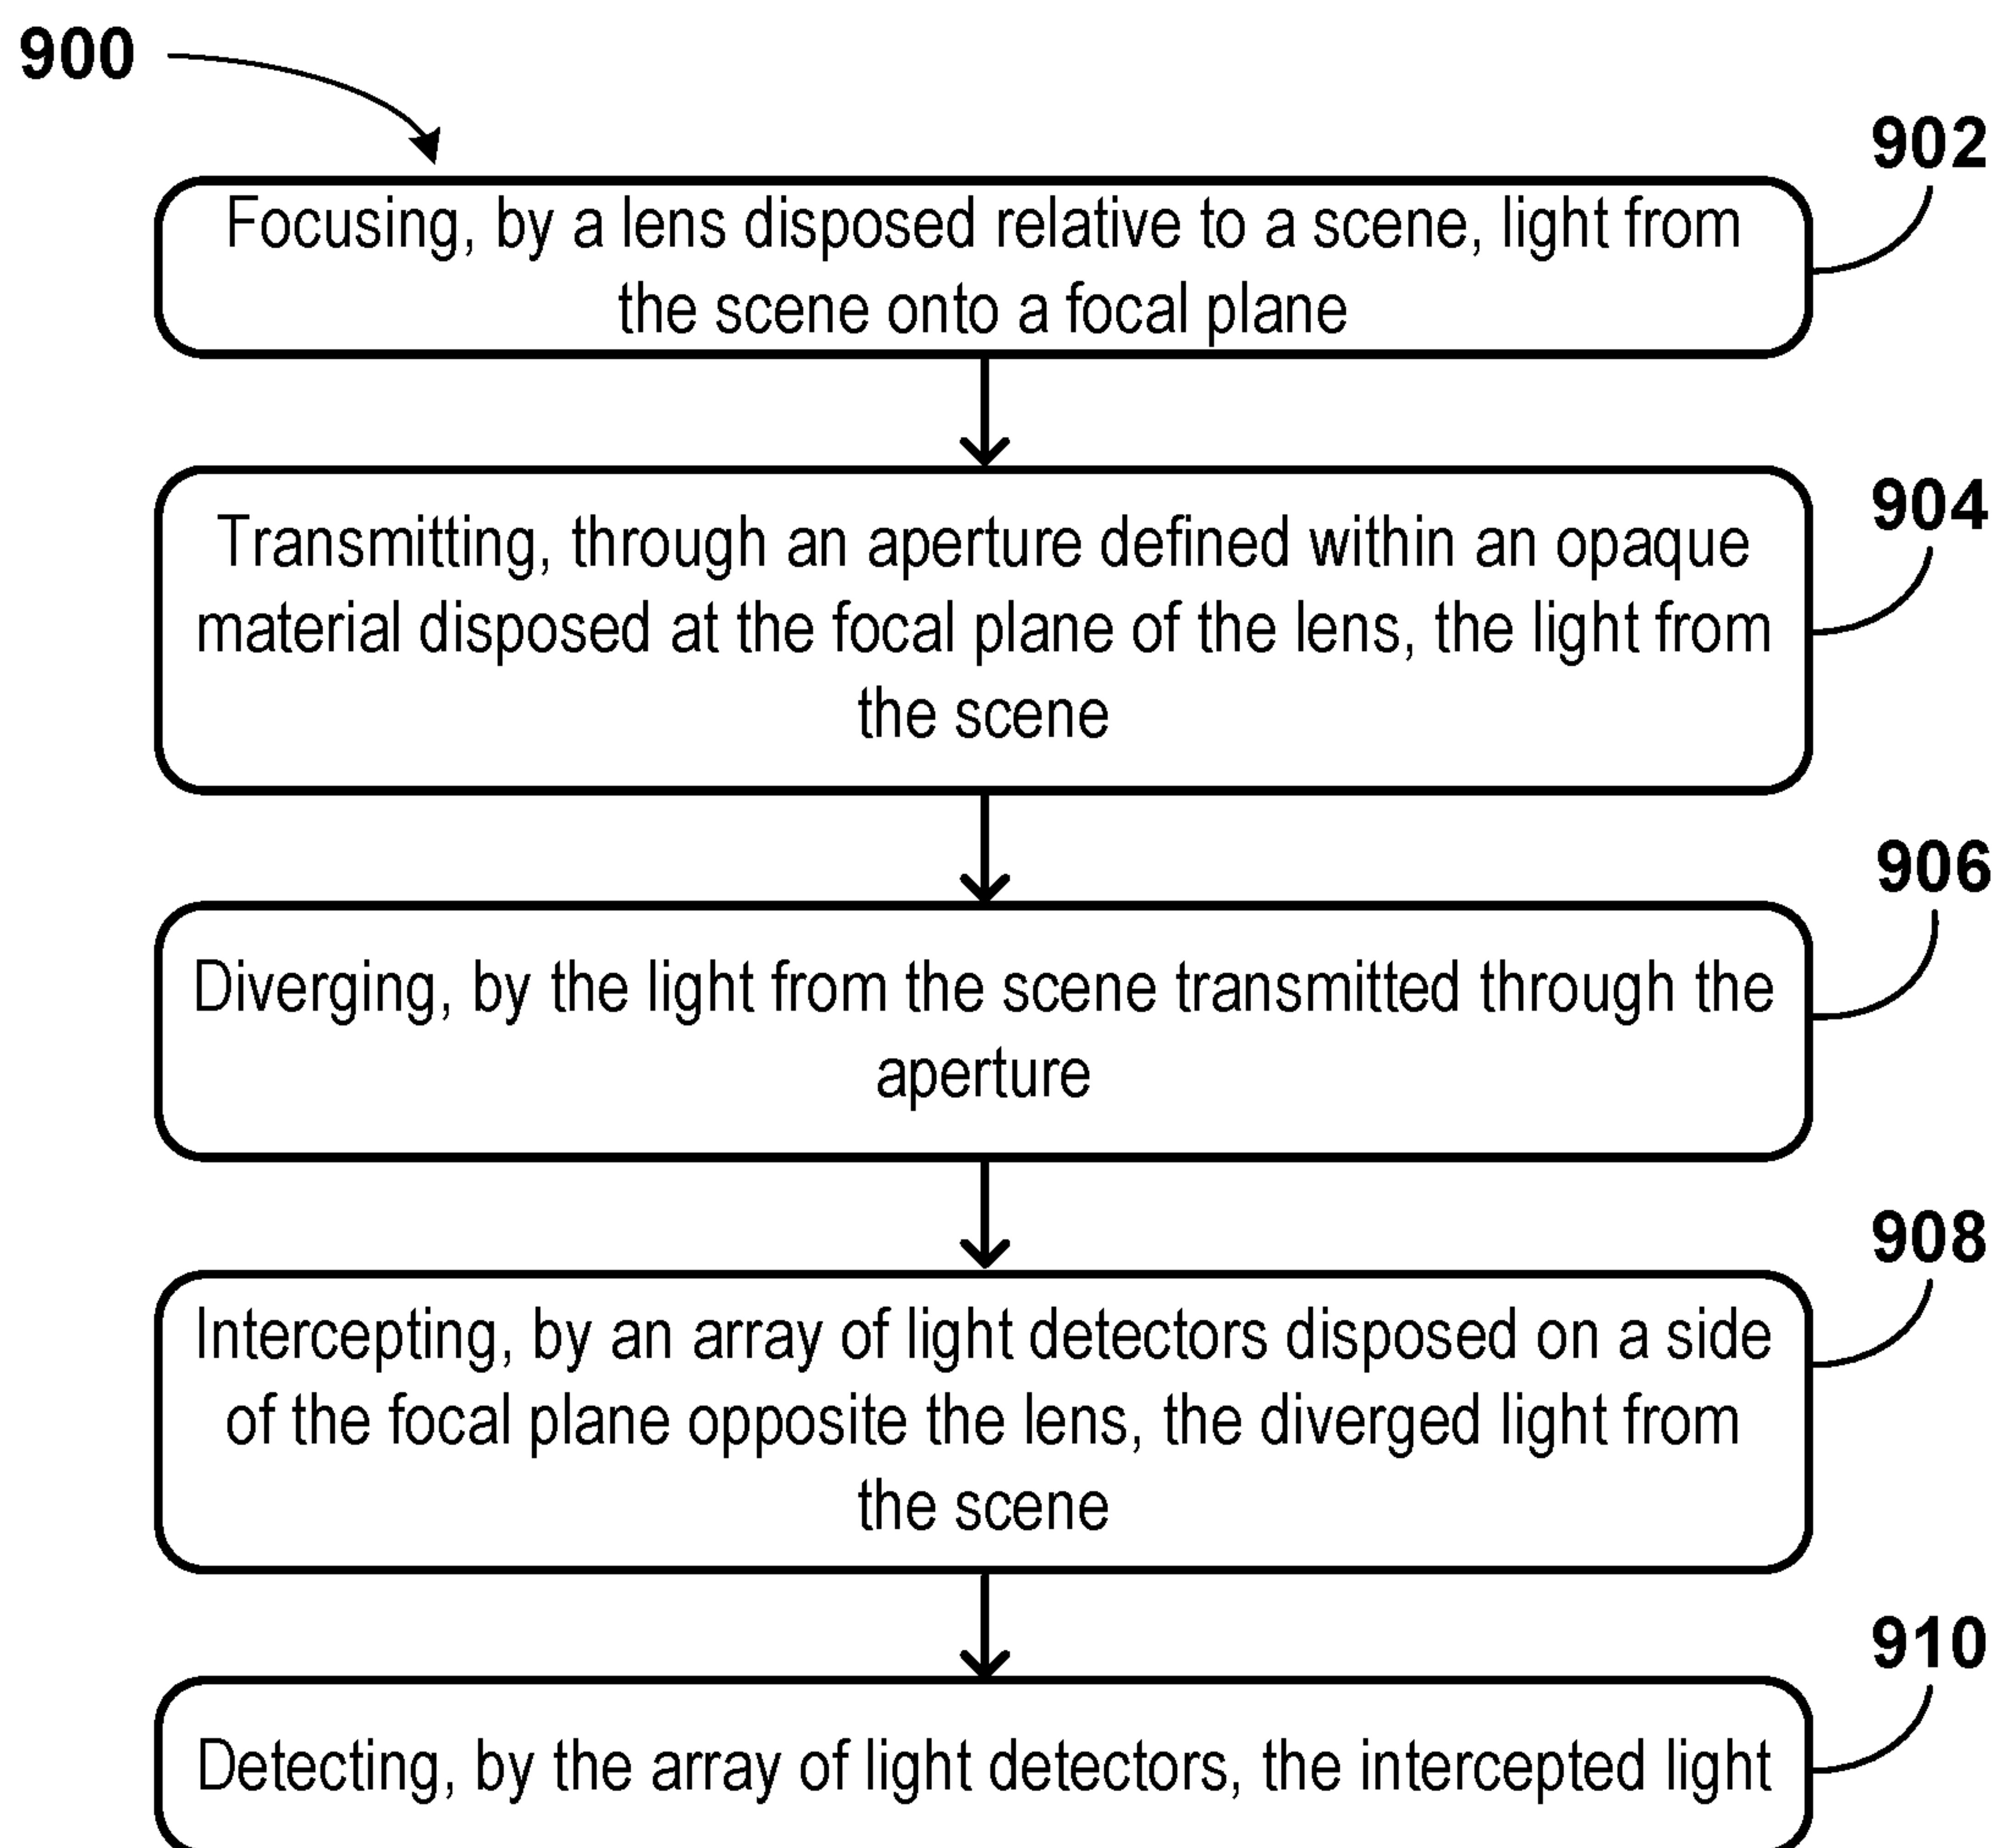 900
902
Focusing, by a lens disposed relative to a scene, light from
the scene onto a focal plane
904
Transmitting, through an aperture defined within an opaque
material disposed at the focal plane of the lens, the light from
the scene
906
Diverging, by the light from the scene transmitted through the
aperture
908
Intercepting, by an array of light detectors disposed on a side
of the focal plane opposite the lens, the diverged light from
the scene
910
Detecting, by the array of light detectors, the intercepted light